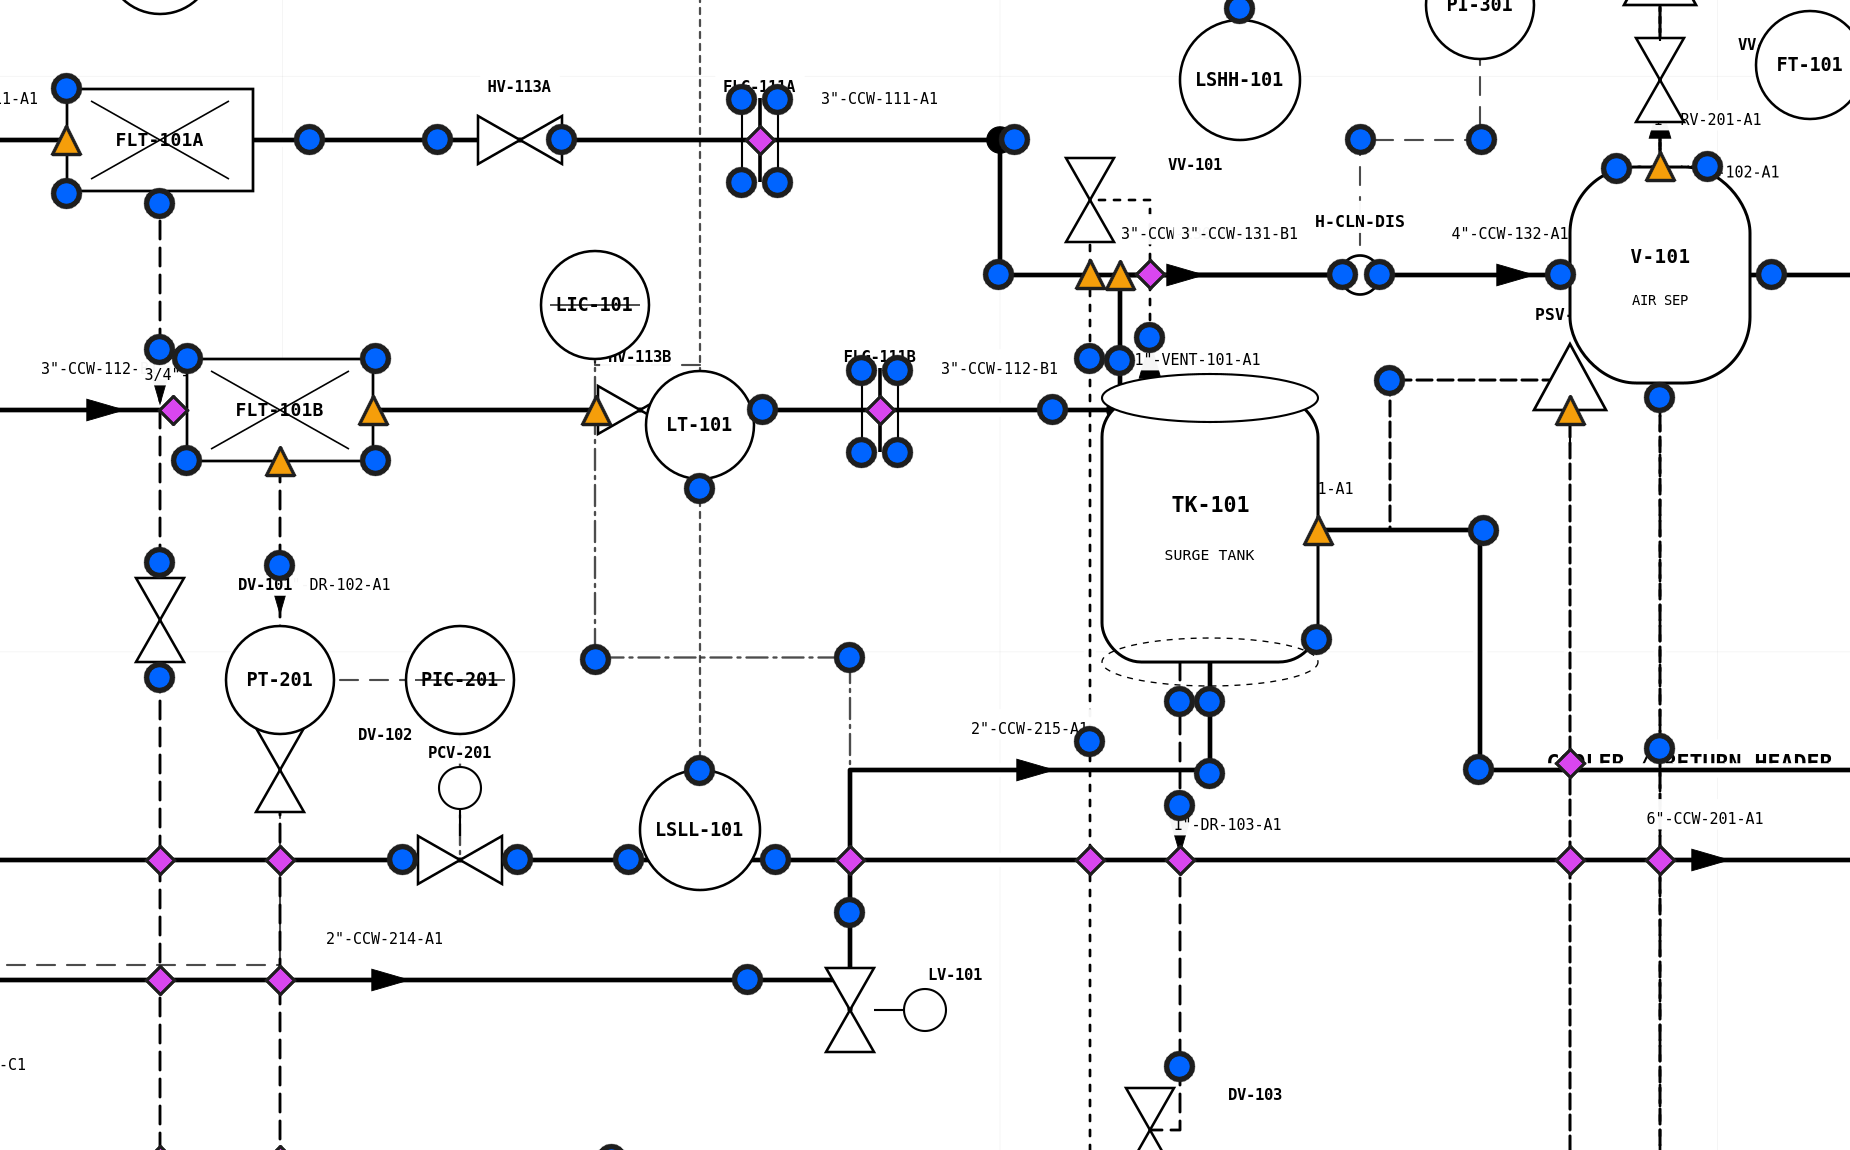 PI-301
VV
FT-101
LSHH-101
HV-113A
FLG-111A
3"-CCW-111-A1
1-A1
FLT-101A
RV-201-A1
VV-101
102-A1
H-CLN-DIS
3"-CCW
3"-CCW-131-B1
4"-CCW-132-A1
V-101
AIR SEP
LIC-101
PSV-
HV-113B
FLG-111B
3"-CCW-112-
3/4"-
3"-CCW-112-B1
1"-VENT-101-A1
FLT-101B
LT-101
1-A1
TK-101
SURGE TANK
DV-101
DR-102-A1
PT-201
PIC-201
DV-102
2"-CCW-215-A1
PCV-201
RETURN HEADER
LSLL-101
1"-DR-103-A1
6"-CCW-201-A1
2"-CCW-214-A1
LV-101
-C1
DV-103